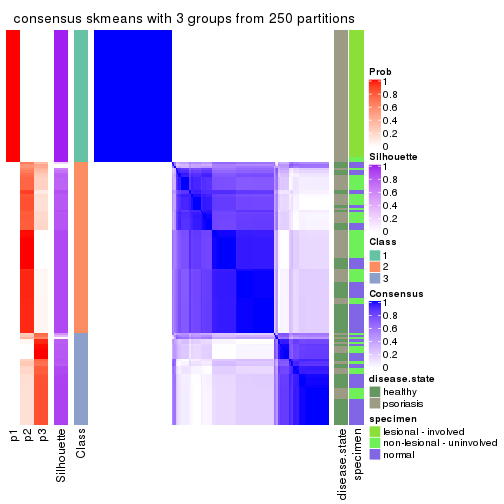 consensus skmeans with 3 groups from 250 partitions
Prob
1
0.8
0.6
0.4
0.2
0
Silhouette
1
0.8
0.6
0.4
0.2
0
Class
1
2
3
Consensus
1
0.8
0.6
0.4
0.2
0
disease.state
healthy
psoriasis
specimen
lesional - involved
non-lesional - uninvolved
normal
p1
p2
p3
Silhouette
Class
disease.state
specimen